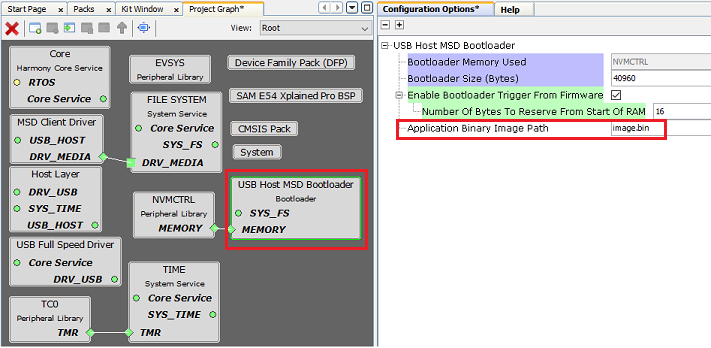 Start Page
Packs
Kit Window
Project Graph*
View:
Root
Core
Harmony Core Service
RTOS
Core Service
MSD Client Driver
USB_HOST
DRV_MEDIA
Host Layer
DRV_USB
SYS_TIME
USB_HOST
USB Full Speed Driver
Core Service
DRV_USB
TC0
Peripheral Library
TMR
EVSYS
Peripheral Library
FILE SYSTEM
System Service
Core Service
SYS_FS
DRV_MEDIA
NVMCTRL
Peripheral Library
MEMORY
TIME
System Service
Core Service
SYS_TIME
TMR
Device Family Pack (DFP)
SAM E54 Xplained Pro BSP
CMSIS Pack
System
USB Host MSD Bootloader
Bootloader
SYS_FS
MEMORY
Configuration Options*
Help
USB Host MSD Bootloader
Bootloader Memory Used NVMCTRL
Bootloader Size (Bytes) 40960
Enable Bootloader Trigger From Firmware
Number Of Bytes To Reserve From Start Of RAM 16
Application Binary Image Path image.bin